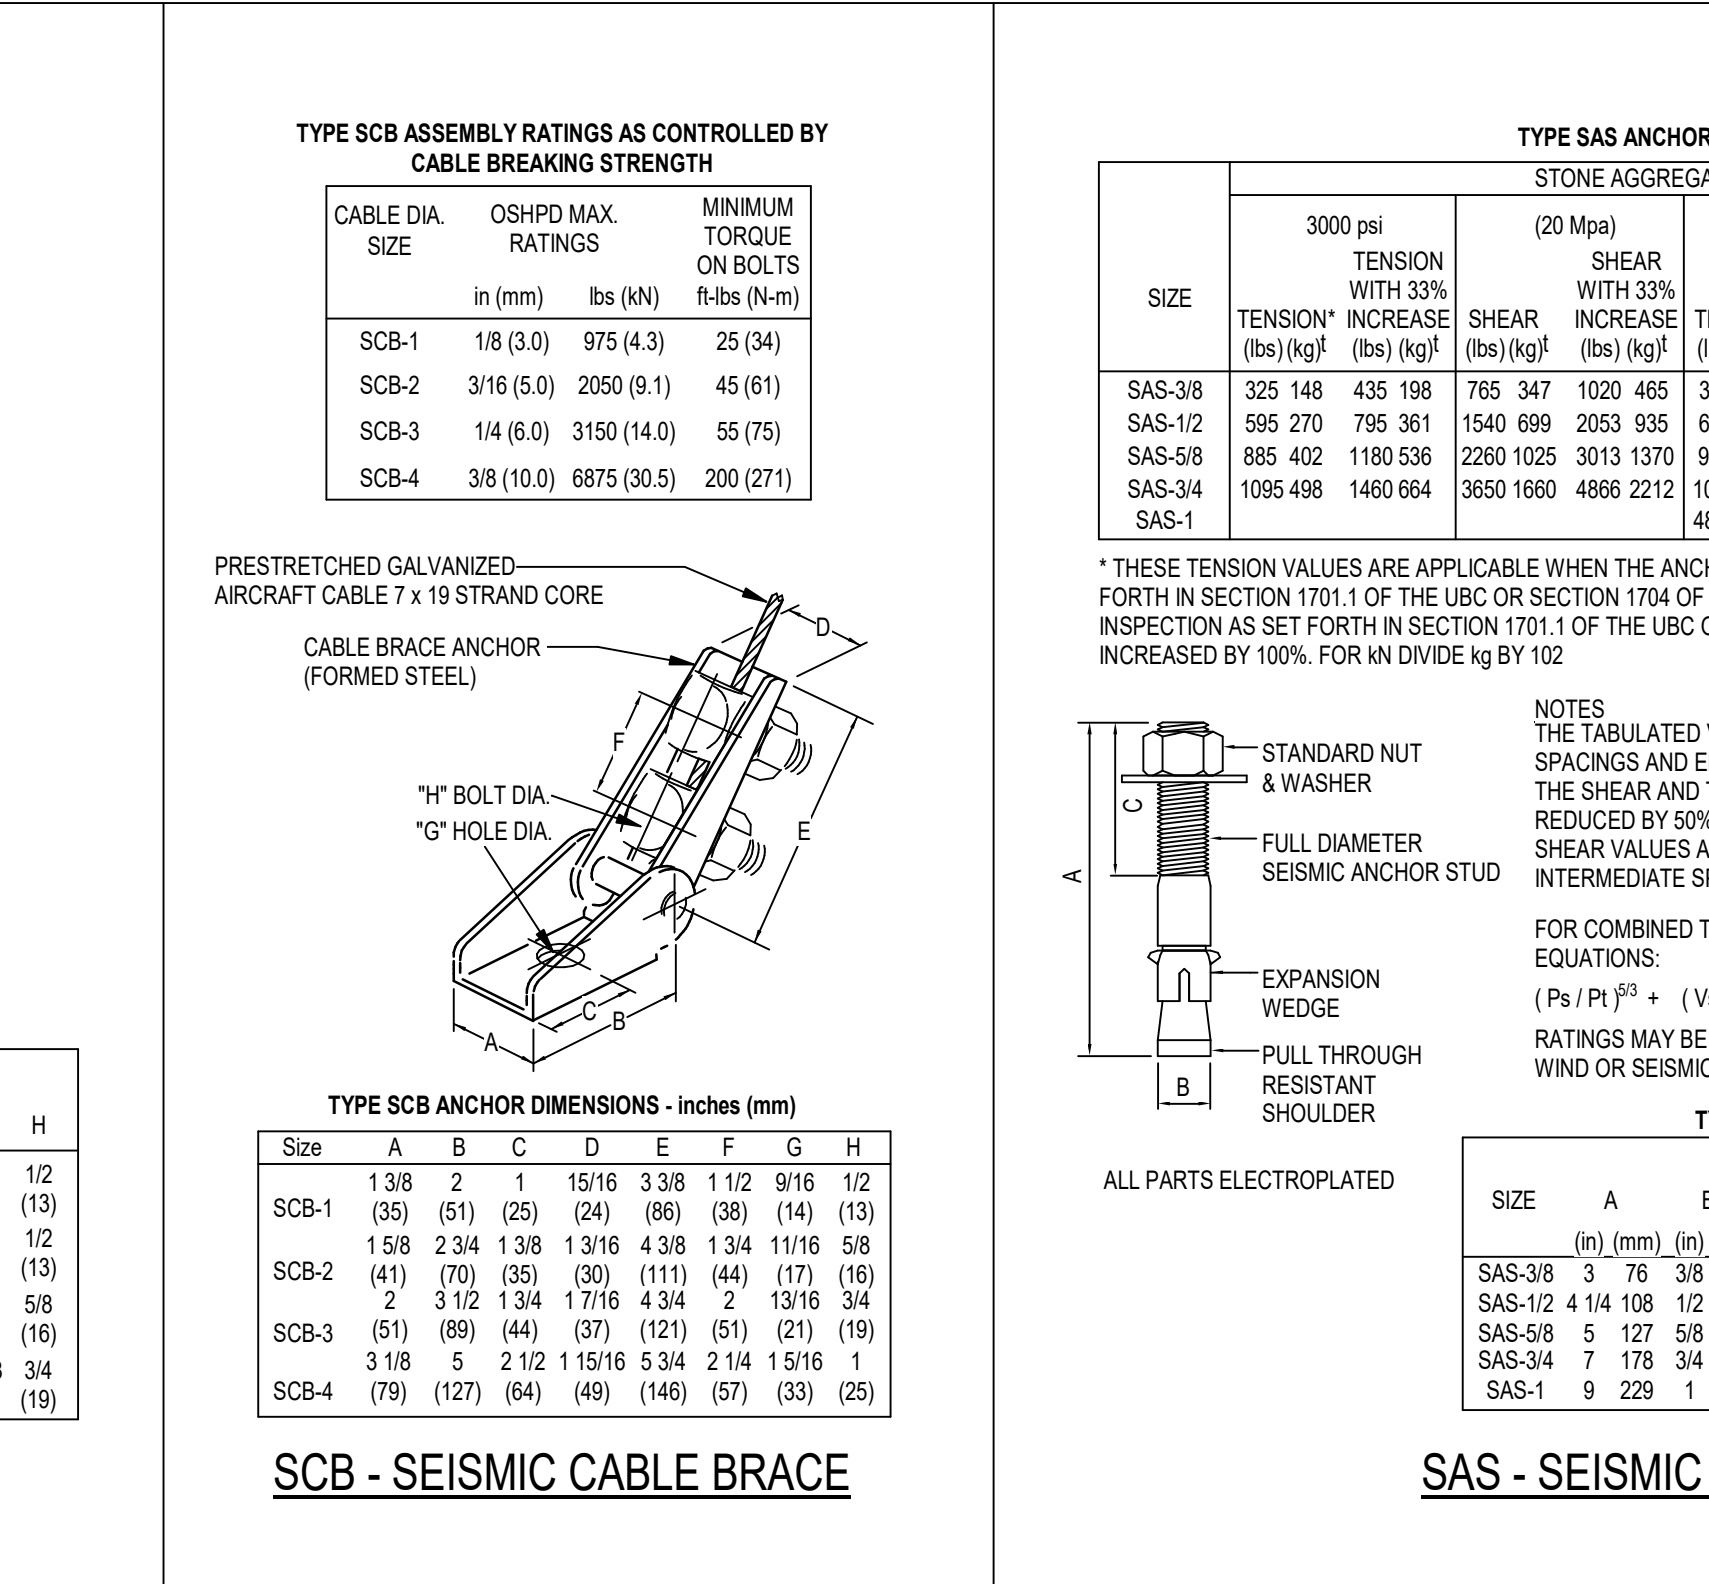 H
1/2
(13)
1/2
(13)
5/8
(16)
3/4
(19)
TYPE SCB ASSEMBLY RATINGS AS CONTROLLED BY
CABLE BREAKING STRENGTH
CABLE DIA. SIZE OSHPD MAX. RATINGS MINIMUM TORQUE ON BOLTS
in (mm) lbs (kN) ft-lbs (N-m)
SCB-1 1/8 (3.0) 975 (4.3) 25 (34)
SCB-2 3/16 (5.0) 2050 (9.1) 45 (61)
SCB-3 1/4 (6.0) 3150 (14.0) 55 (75)
SCB-4 3/8 (10.0) 6875 (30.5) 200 (271)
PRESTRETCHED GALVANIZED
AIRCRAFT CABLE 7 x 19 STRAND CORE
CABLE BRACE ANCHOR
(FORMED STEEL)
D
F
"H" BOLT DIA.
"G" HOLE DIA.
E
C
B
A
TYPE SCB ANCHOR DIMENSIONS - inches (mm)
Size A B C D E F G H
1 3/8 2 1 15/16 3 3/8 1 1/2 9/16 1/2
SCB-1 (35) (51) (25) (24) (86) (38) (14) (13)
1 5/8 2 3/4 1 3/8 1 3/16 4 3/8 1 3/4 11/16 5/8
SCB-2 (41) (70) (35) (30) (111) (44) (17) (16)
2 3 1/2 1 3/4 1 7/16 4 3/4 2 13/16 3/4
SCB-3 (51) (89) (44) (37) (121) (51) (21) (19)
3 1/8 5 2 1/2 1 15/16 5 3/4 2 1/4 1 5/16 1
SCB-4 (79) (127) (64) (49) (146) (57) (33) (25)
SCB - SEISMIC CABLE BRACE
TYPE SAS ANCHOR
STONE AGGREGA
3000 psi (20 Mpa)
SIZE TENSION* TENSION WITH 33% INCREASE SHEAR SHEAR WITH 33% INCREASE
(lbs) (kg)t (lbs) (kg)t (lbs) (kg)t (lbs) (kg)t
SAS-3/8 325 148 435 198 765 347 1020 465 3
SAS-1/2 595 270 795 361 1540 699 2053 935 6
SAS-5/8 885 402 1180 536 2260 1025 3013 1370 9
SAS-3/4 1095 498 1460 664 3650 1660 4866 2212 10
SAS-1 48
* THESE TENSION VALUES ARE APPLICABLE WHEN THE ANCH
FORTH IN SECTION 1701.1 OF THE UBC OR SECTION 1704 OF
INSPECTION AS SET FORTH IN SECTION 1701.1 OF THE UBC
INCREASED BY 100%. FOR kN DIVIDE kg BY 102
A
C
B
STANDARD NUT
& WASHER
FULL DIAMETER
SEISMIC ANCHOR STUD
EXPANSION
WEDGE
PULL THROUGH
RESISTANT
SHOULDER
ALL PARTS ELECTROPLATED
NOTES
THE TABULATED
SPACINGS AND E
THE SHEAR AND
REDUCED BY 50%
SHEAR VALUES A
INTERMEDIATE S
FOR COMBINED T
EQUATIONS:
( Ps / Pt )5/3 + ( Vs
RATINGS MAY BE
WIND OR SEISMIC
SIZE A
(in) (mm) (in)
SAS-3/8 3 76 3/8
SAS-1/2 4 1/4 108 1/2
SAS-5/8 5 127 5/8
SAS-3/4 7 178 3/4
SAS-1 9 229 1
SAS - SEISMIC